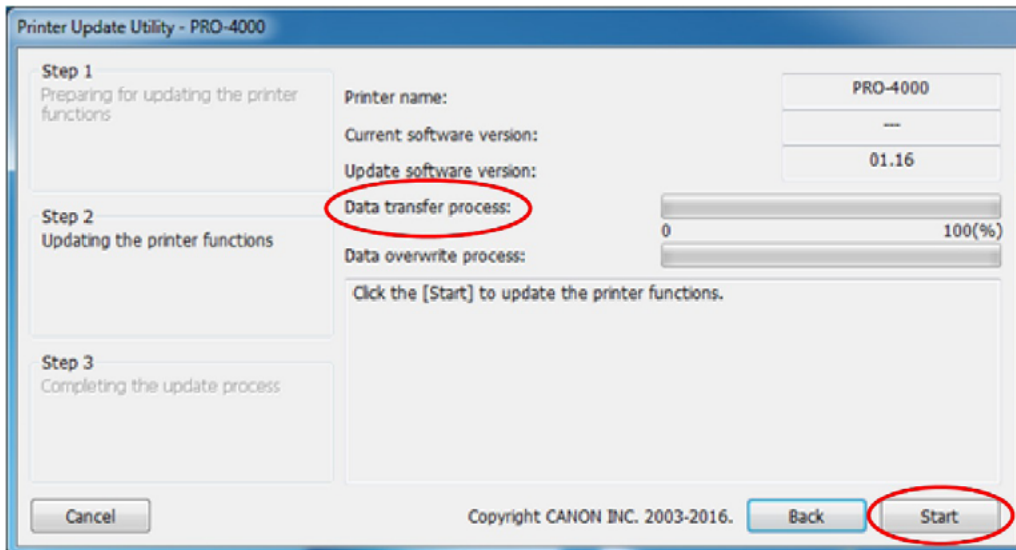 Printer Update Utility - PRO-4000
Step 1
Preparing for updating the printer
functions
Step 2
Updating the printer functions
Step 3
Completing the update process
Printer name:
PRO-4000
Current software version:
---
Update software version:
01.16
Data transfer process:
0
100(%)
Data overwrite process:
Click the [Start] to update the printer functions.
Cancel
Copyright CANON INC. 2003-2016.
Back
Start